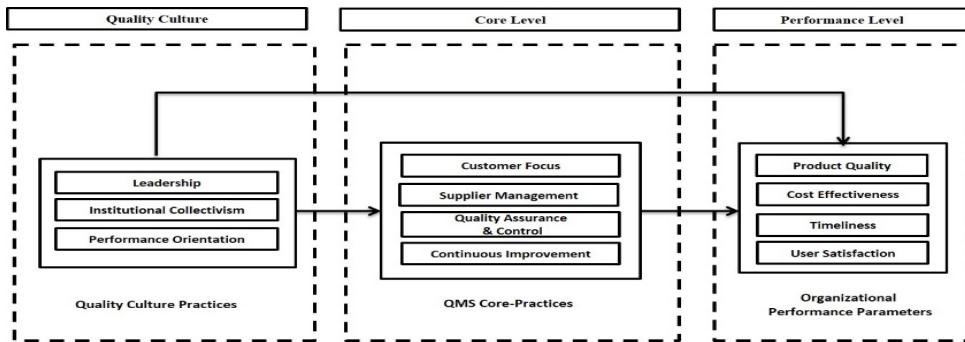 Quality Culture
Core Level
Performance Level
Leadership
Institutional Collectivism
Performance Orientation
Quality Culture Practices
Customer Focus
Supplier Management
Quality Assurance
& Control
Continuous Improvement
QMS Core-Practices
Product Quality
Cost Effectiveness
Timeliness
User Satisfaction
Organizational
Performance Parameters